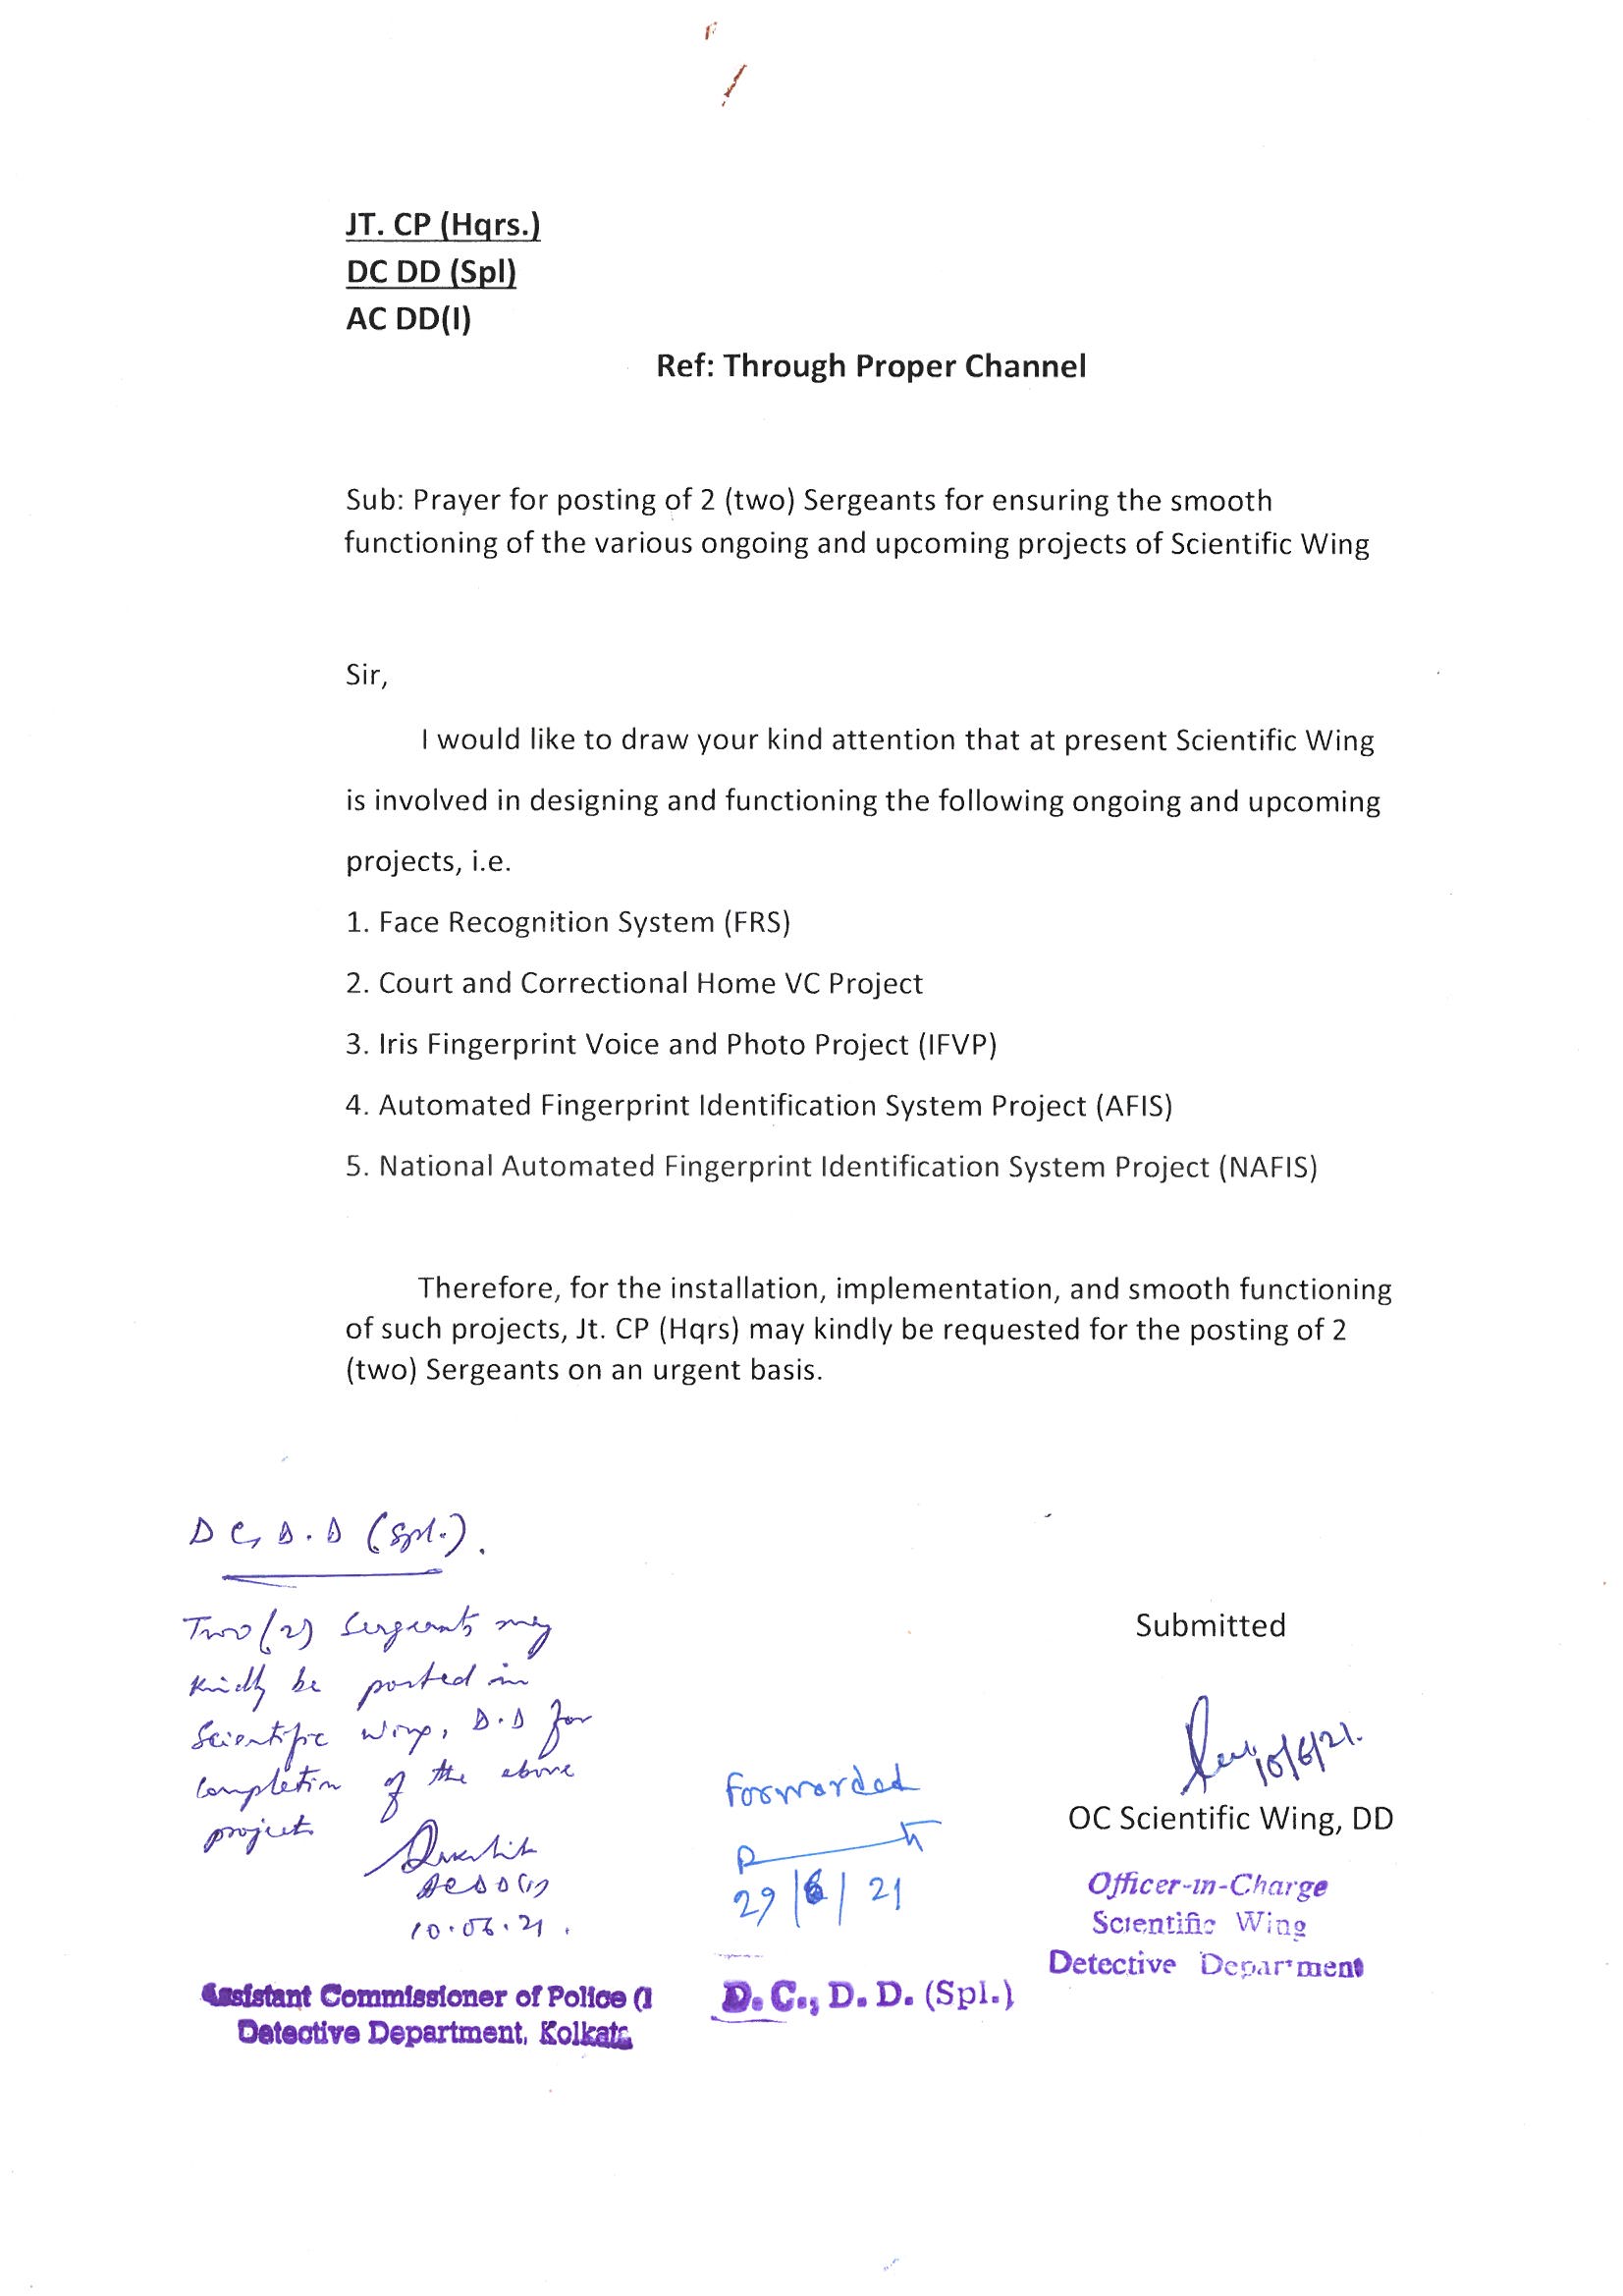 JT. CP (Hqrs.)
DC DD (Spl)
AC DD(I)
Ref: Through Proper Channel
Sub: Prayer for posting of 2 (two) Sergeants for ensuring the smooth
functioning of the various ongoing and upcoming projects of Scientific Wing
Sir,
I would like to draw your kind attention that at present Scientific Wing
is involved in designing and functioning the following ongoing and upcoming
projects, i.e.
1. Face Recognition System (FRS)
2. Court and Correctional Home VC Project
3. Iris Fingerprint Voice and Photo Project (IFVP)
4. Automated Fingerprint Identification System Project (AFIS)
5. National Automated Fingerprint Identification System Project (NAFIS)
Therefore, for the installation, implementation, and smooth functioning
of such projects, Jt. CP (Hqrs) may kindly be requested for the posting of 2
(two) Sergeants on an urgent basis.
DC, D.D (Spl.).
Two (2) Sergeants may
kindly be posted in
Scientific Wing, D.D for
completion of the above
project
ACDD(I)
10.06.21.
Assistant Commissioner of Police (I
Detective Department, Kolkata
Forwarded
29/6/21
D. C., D. D. (Spl.)
Submitted
10/6/21.
OC Scientific Wing, DD
Officer-in-Charge
Scientific Wing
Detective Department